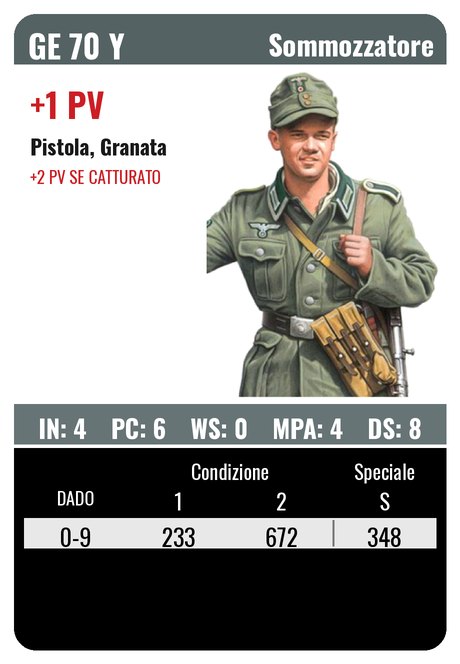 GE 70 Y Sommozzatore
+1 PV
Pistola, Granata
+2 PV SE CATTURATO
IN: 4 PC: 6 WS: 0 MPA: 4 DS: 8
Condizione Speciale
DADO 1 2 S
0-9 233 672 348